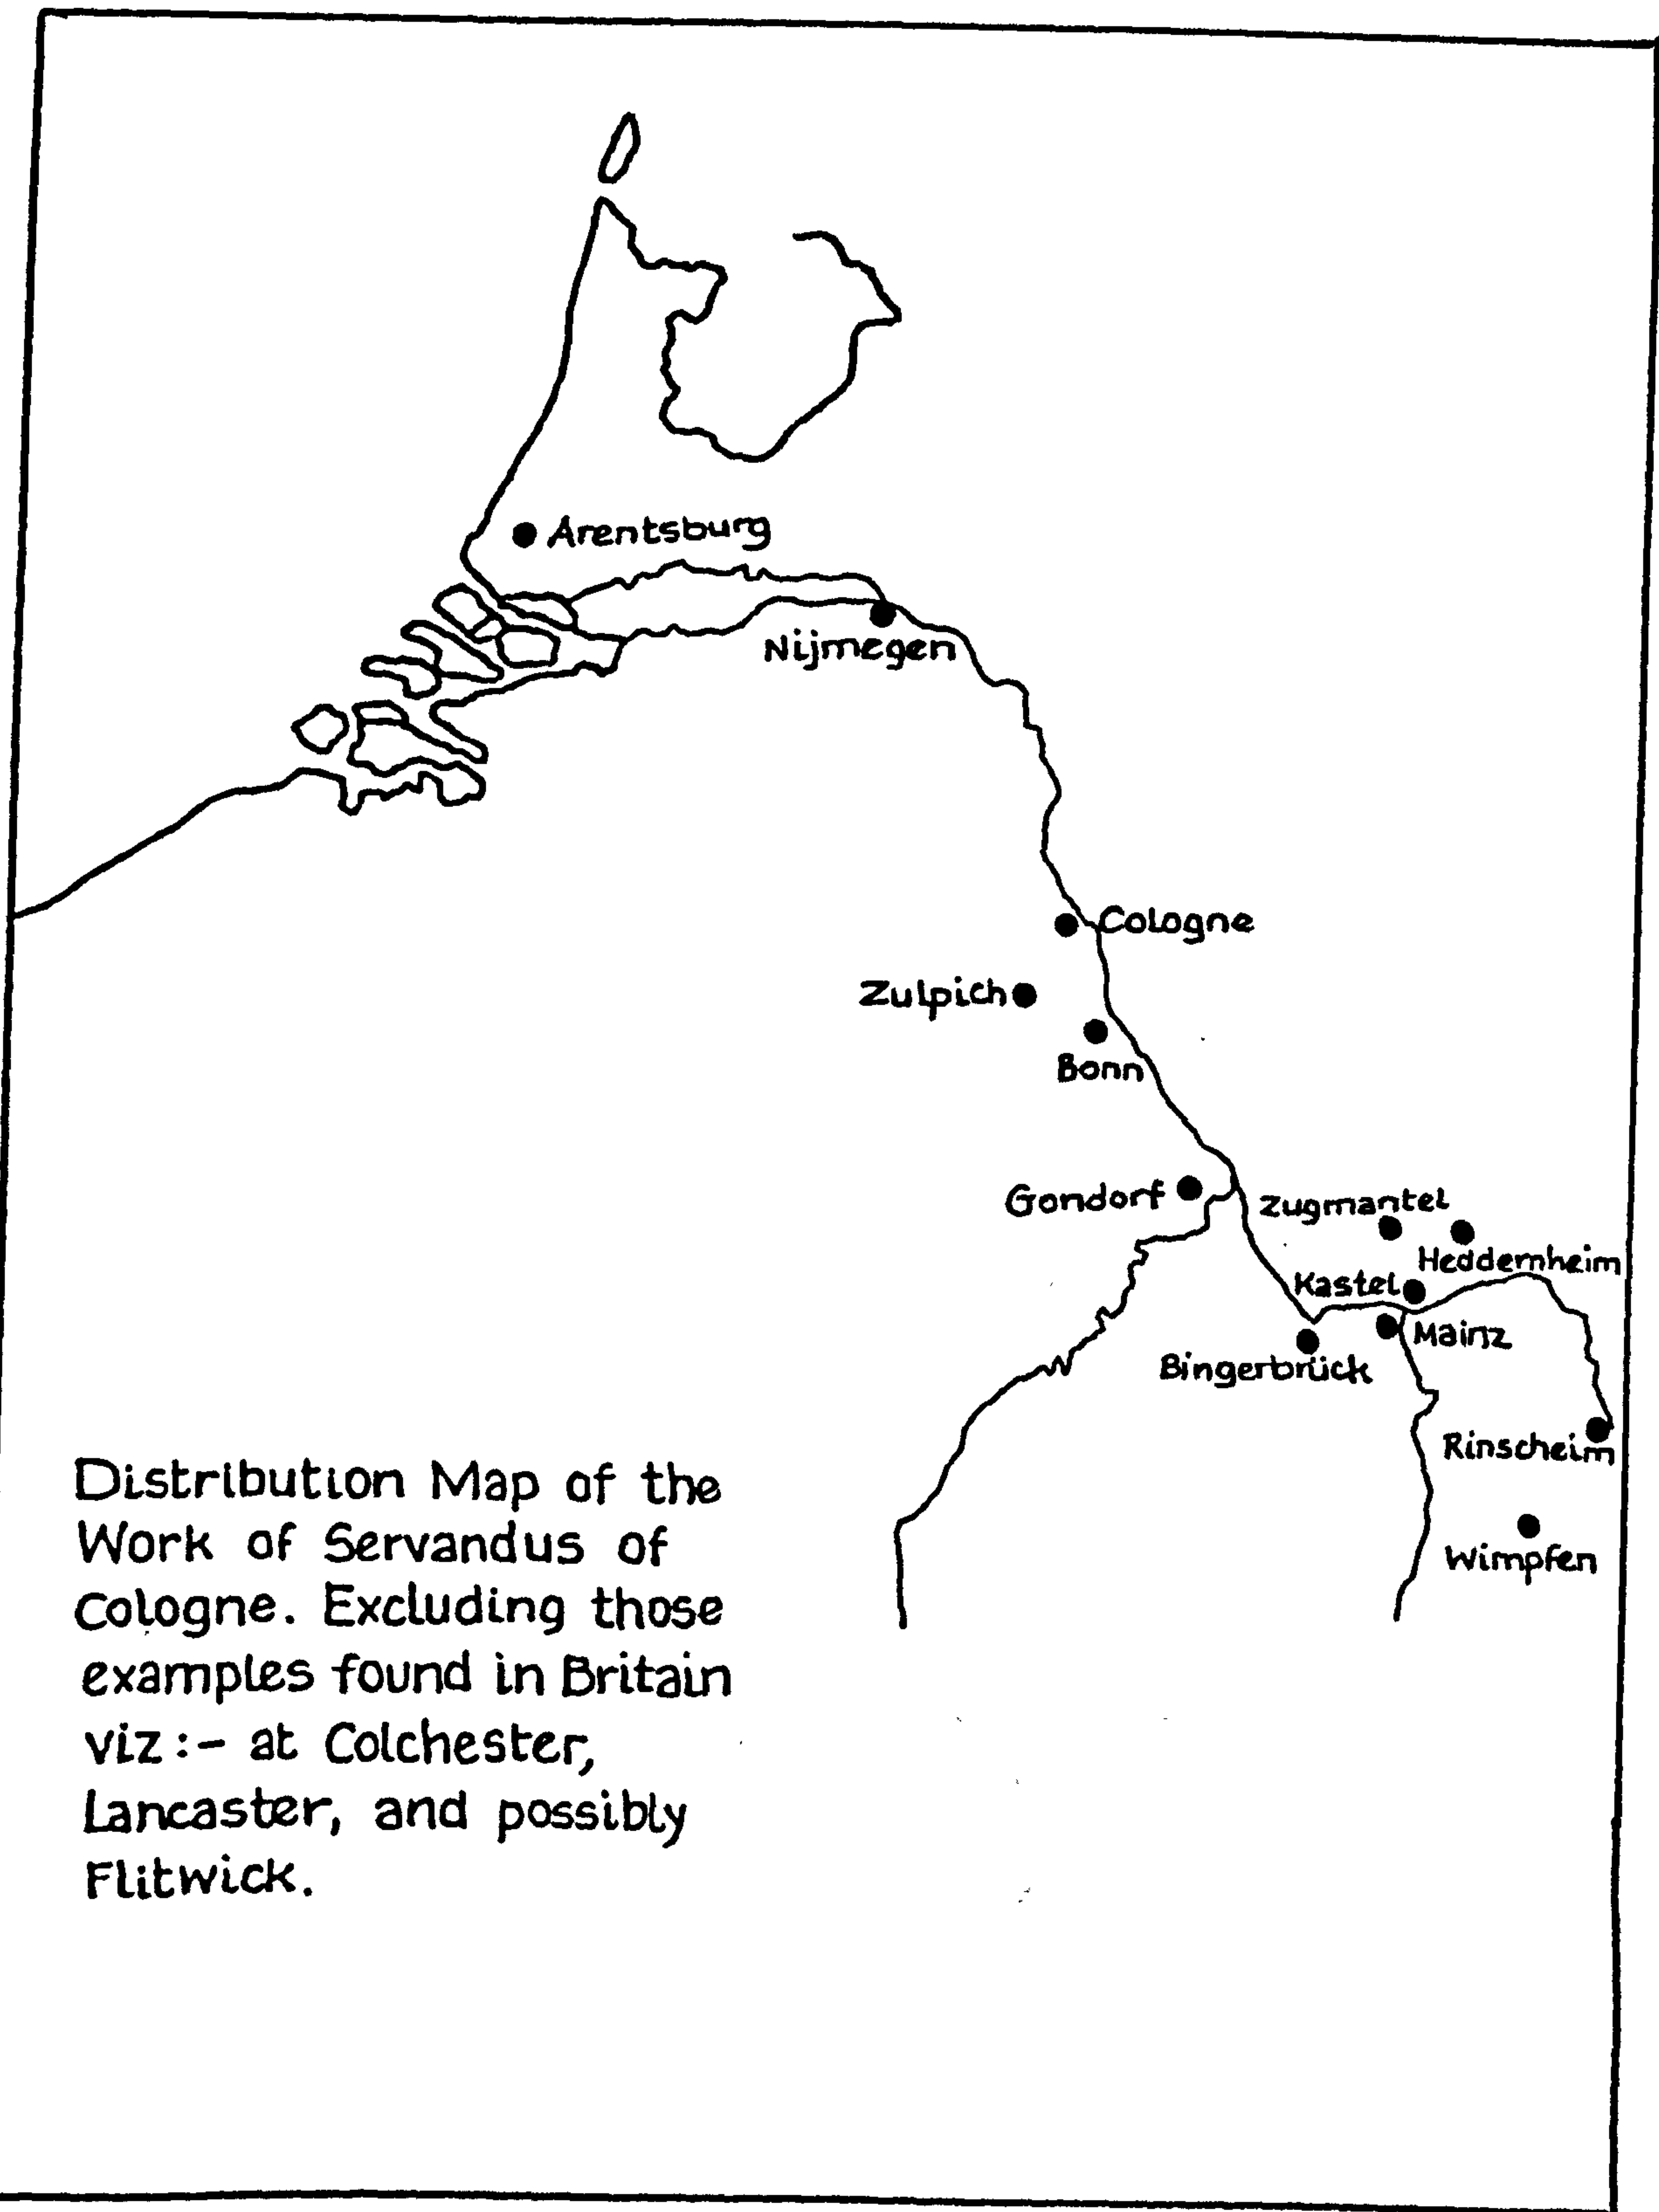 Arentsburg
Nijmegen
Cologne
Zulpich
Bonn
Gondorf
Zugmantel
Heddernheim
Kastel
Mainz
Bingerbrück
Rinscheim
Wimpfen
Distribution Map of the
Work of Servandus of
Cologne. Excluding those
examples found in Britain
viz:- at Colchester,
Lancaster, and possibly
Flitwick.